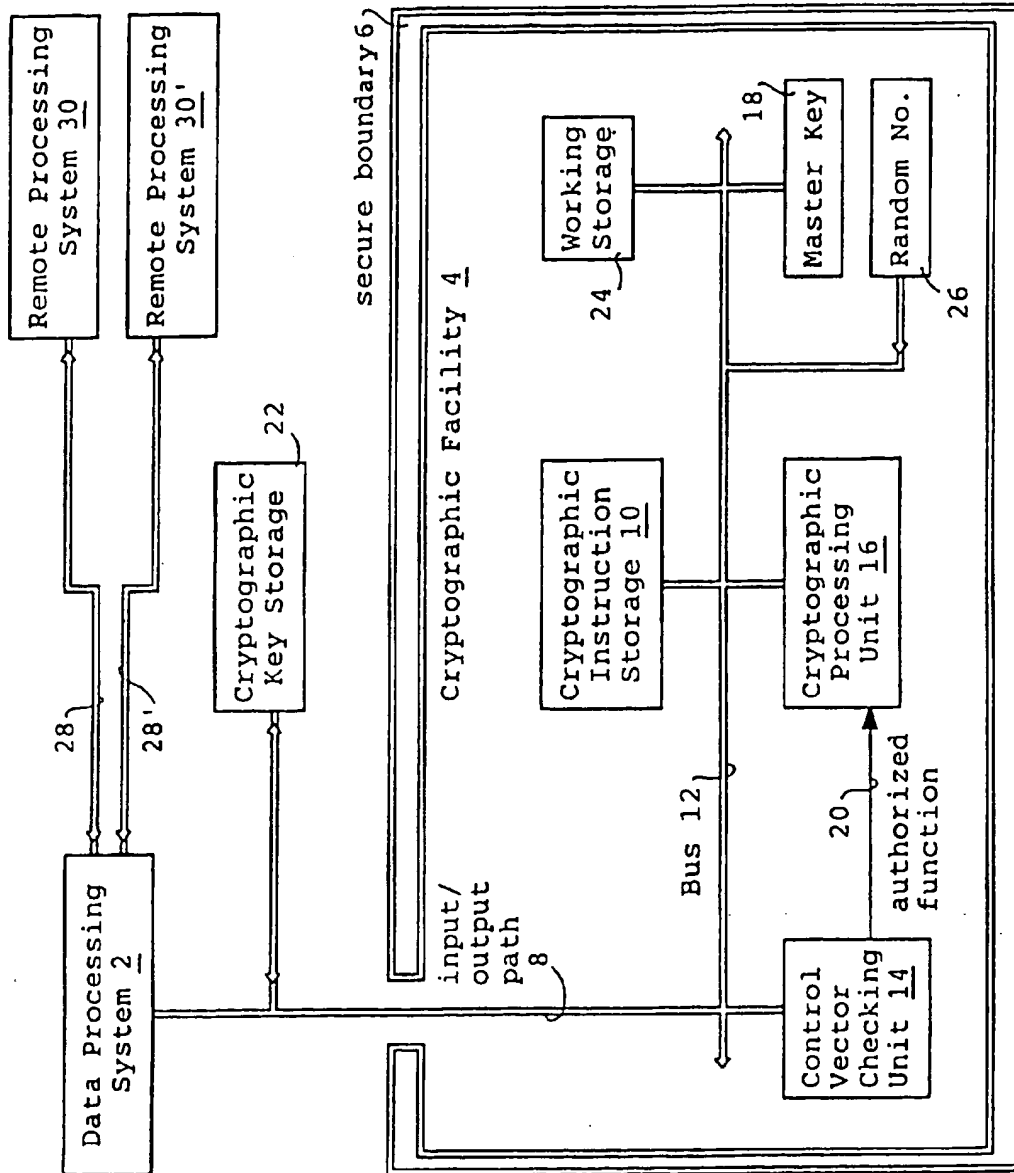 Data Processing
System 2
28
28'
Remote Processing
System 30
Remote Processing
System 30'
Cryptographic
Key Storage
22
secure boundary 6
input/
output
path
8
Cryptographic Facility 4
Cryptographic
Instruction
Storage 10
Working
Storage
24
Bus 12
18
Master Key
Control
Vector
Checking
Unit 14
20
authorized
function
Cryptographic
Processing
Unit 16
Random No.
26